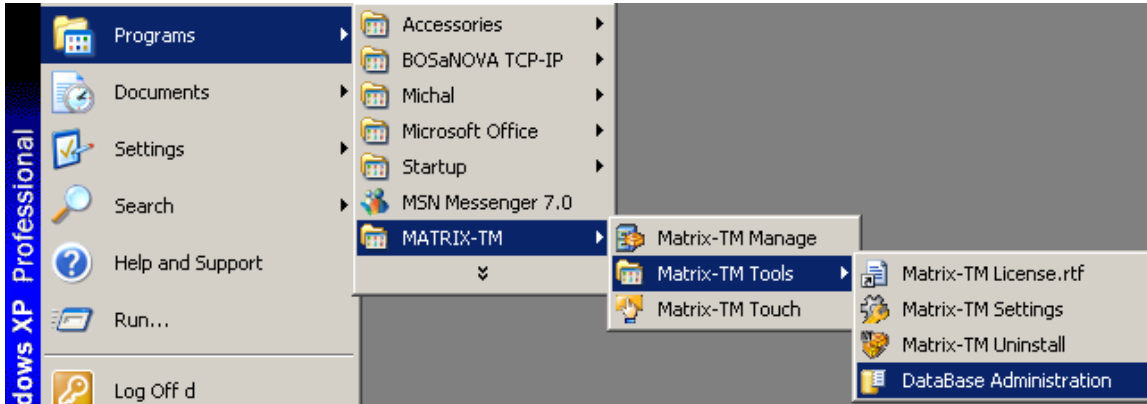 Programs
Documents
Settings
Search
Help and Support
Run...
Log Off d
dows XP Professional
Accessories
BOSaNOVA TCP-IP
Michal
Microsoft Office
Startup
MSN Messenger 7.0
MATRIX-TM
Matrix-TM Manage
Matrix-TM Tools
Matrix-TM Touch
Matrix-TM License.rtf
Matrix-TM Settings
Matrix-TM Uninstall
DataBase Administration